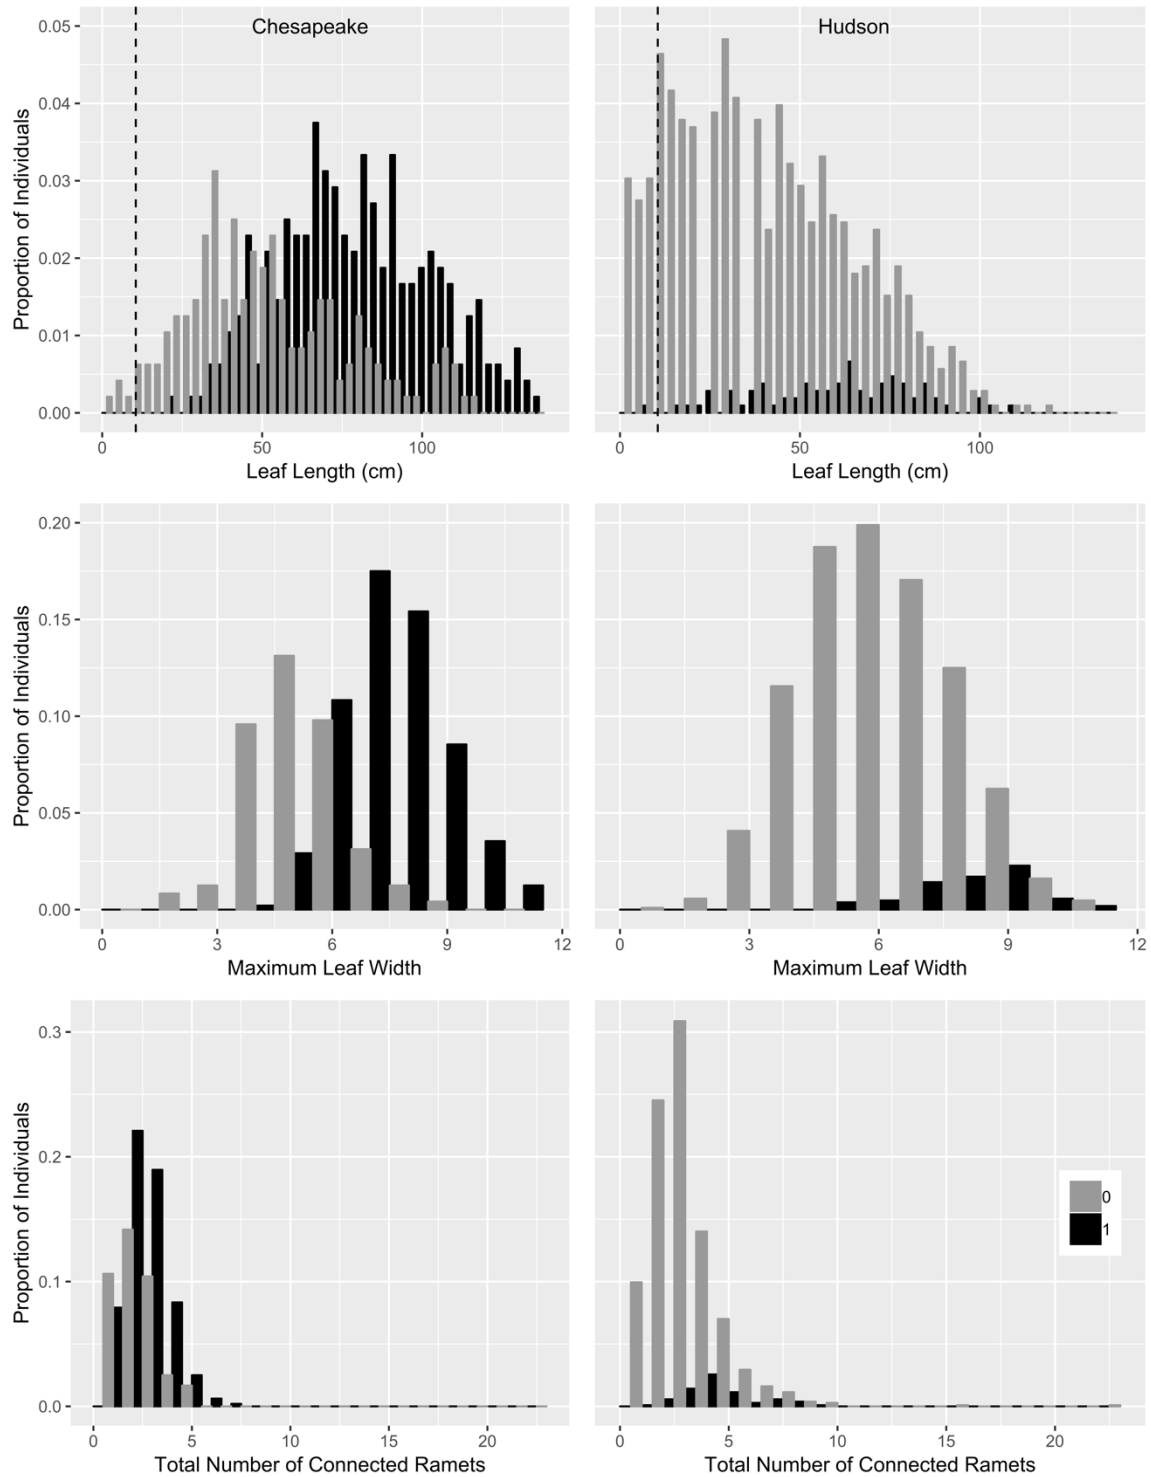 Chesapeake
Hudson
Proportion of Individuals
0.05
0.04
0.03
0.02
0.01
0.00
0 50 100
0 50 100
Leaf Length (cm)
Leaf Length (cm)
Proportion of Individuals
0.20
0.15
0.10
0.05
0.00
0 3 6 9 12
0 3 6 9 12
Maximum Leaf Width
Maximum Leaf Width
Proportion of Individuals
0.3
0.2
0.1
0.0
0
1
0 5 10 15 20
0 5 10 15 20
Total Number of Connected Ramets
Total Number of Connected Ramets